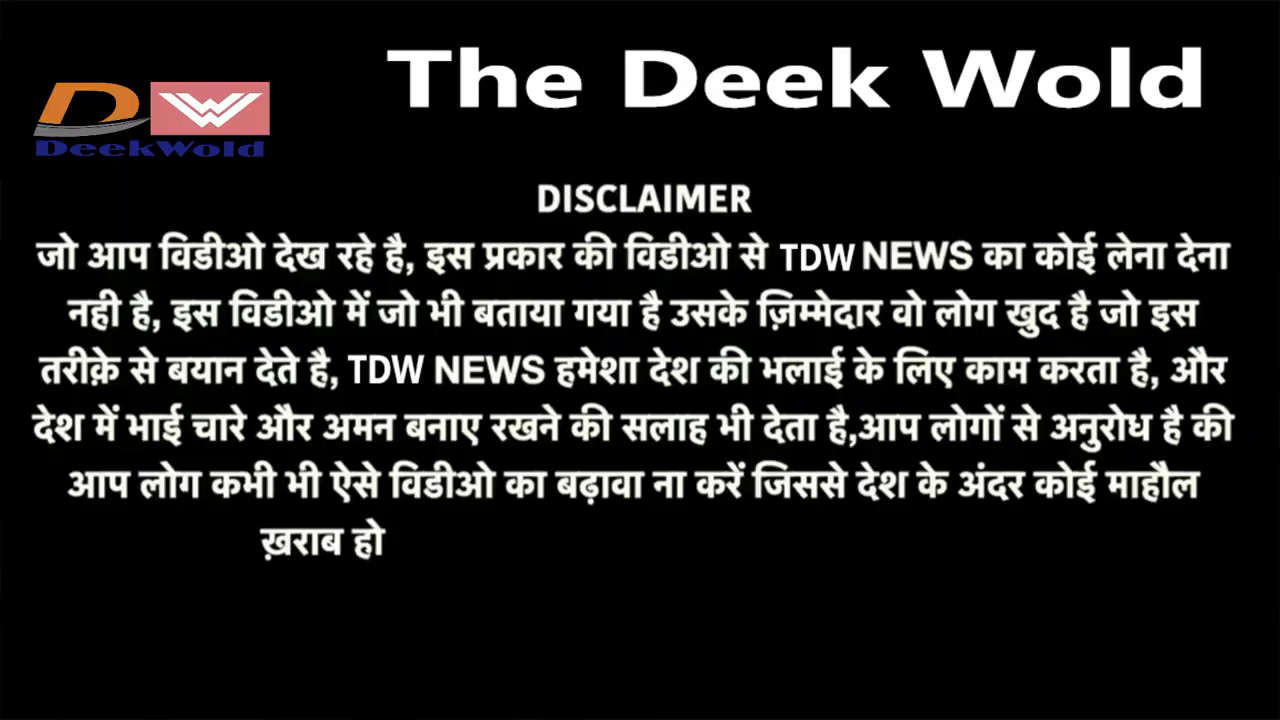 The Deek Wold
DW
DeekWold
DISCLAIMER
जो आप विडीओ देख रहे है, इस प्रकार की विडीओ से TDW NEWS का कोई लेना देना
नही है, इस विडीओ में जो भी बताया गया है उसके ज़िम्मेदार वो लोग खुद है जो इस
तरीक़े से बयान देते है, TDW NEWS हमेशा देश की भलाई के लिए काम करता है, और
देश में भाई चारे और अमन बनाए रखने की सलाह भी देता है,आप लोगों से अनुरोध है की
आप लोग कभी भी ऐसे विडीओ का बढ़ावा ना करें जिससे देश के अंदर कोई माहौल
ख़राब हो